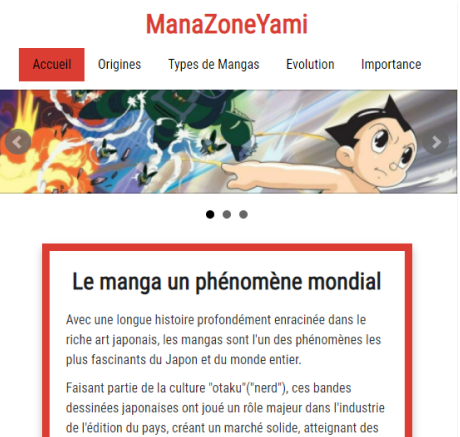 ManaZoneYami
Accueil Origines Types de Mangas Evolution Importance
Le manga un phénomène mondial
Avec une longue histoire profondément enracinée dans le
riche art japonais, les mangas sont l'un des phénomènes les
plus fascinants du Japon et du monde entier.
Faisant partie de la culture "otaku"("nerd"), ces bandes
dessinées japonaises ont joué un rôle majeur dans l'industrie
de l'édition du pays, créant un marché solide, atteignant des